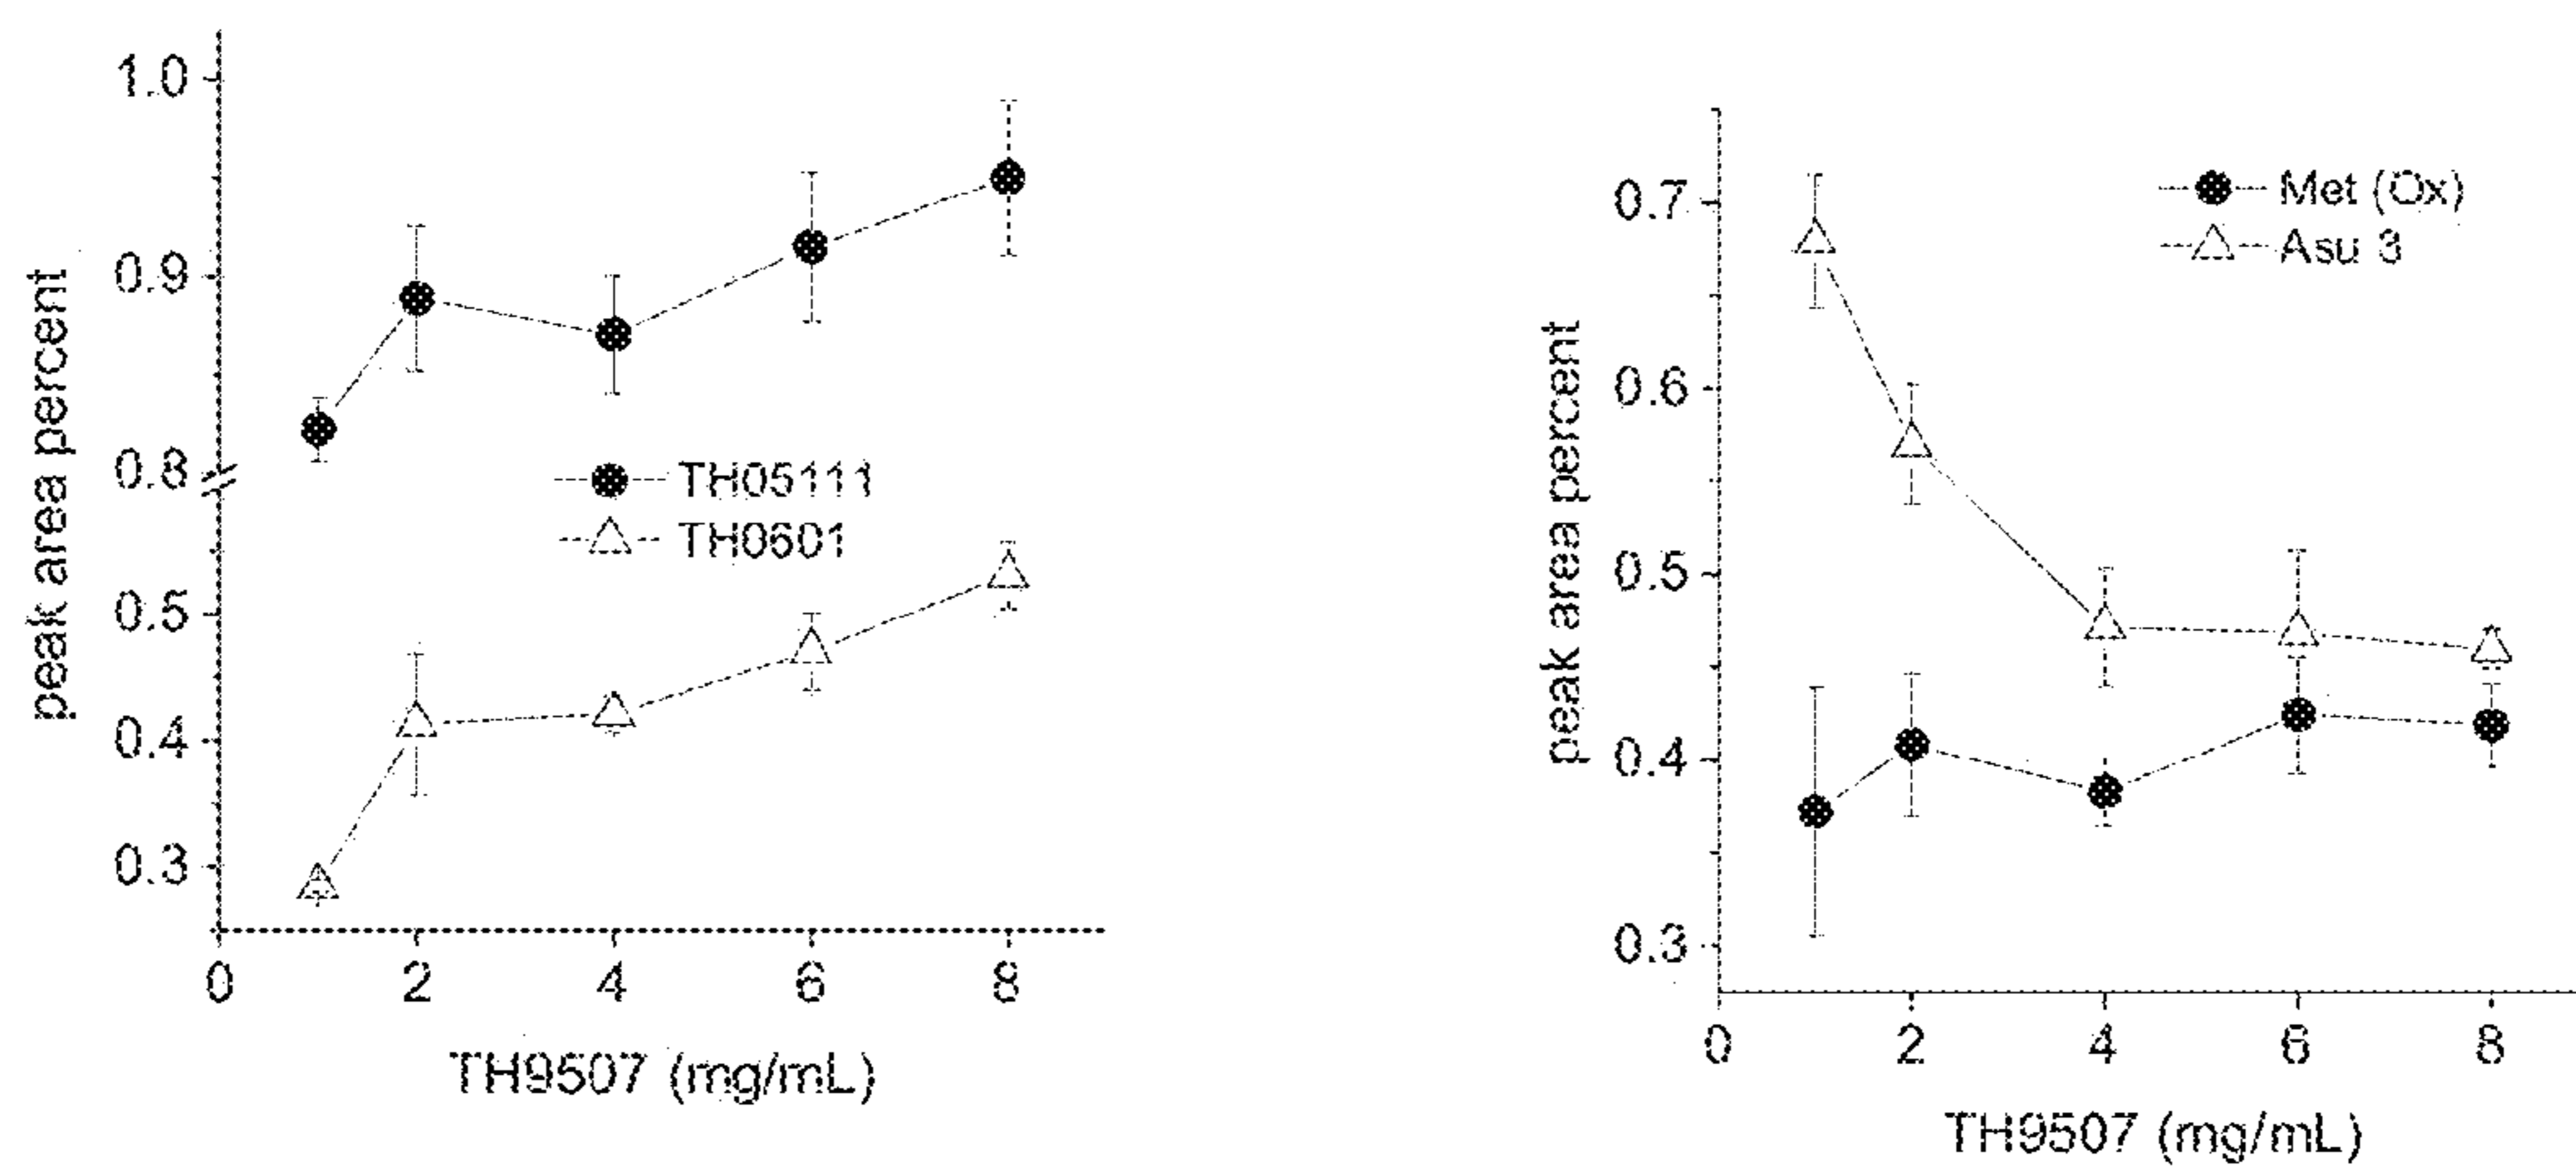 peak area percent
1.0
0.9
0.8
0.5
0.4
0.3
TH05111
TH0601
0 2 4 6 8
TH9507 (mg/mL)
peak area percent
0.7
0.6
0.5
0.4
0.3
Met (Ox)
Asu 3
0 2 4 6 8
TH9507 (mg/mL)